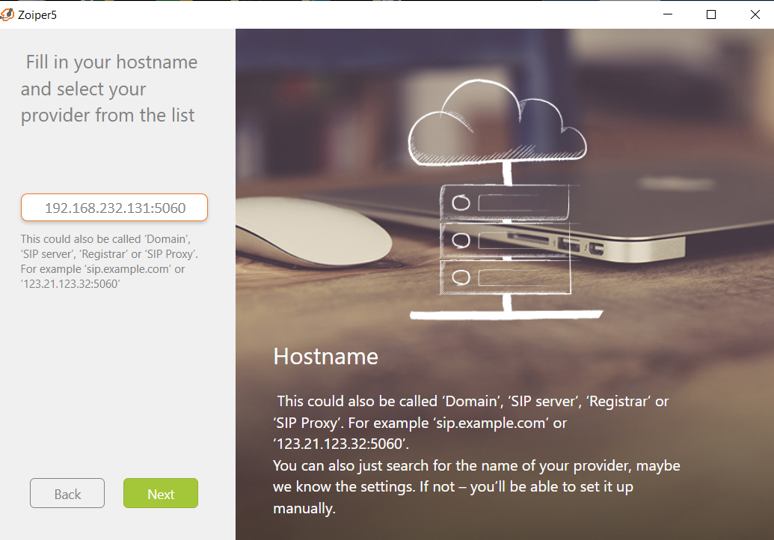 Zoiper5
Fill in your hostname
and select your
provider from the list
192.168.232.131:5060
This could also be called ‘Domain’,
‘SIP server’, ‘Registrar’ or ‘SIP Proxy’.
For example ‘sip.example.com’ or
‘123.21.123.32:5060’
Back
Next
Hostname
This could also be called ‘Domain’, ‘SIP server’, ‘Registrar’ or
‘SIP Proxy’. For example ‘sip.example.com’ or
‘123.21.123.32:5060’.
You can also just search for the name of your provider, maybe
we know the settings. If not – you’ll be able to set it up
manually.